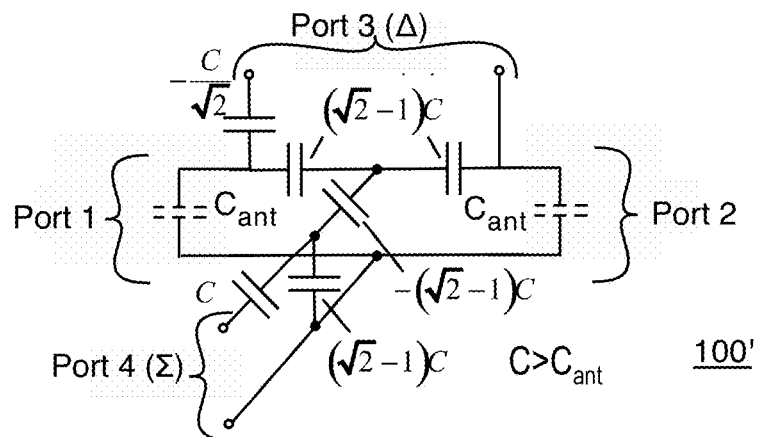 Port 3 (Δ)
-C/√2
(√2-1)C
Port 1
C_ant
C_ant
Port 2
C
-(√2-1)C
Port 4 (Σ)
(√2-1)C
C>C_ant
100'